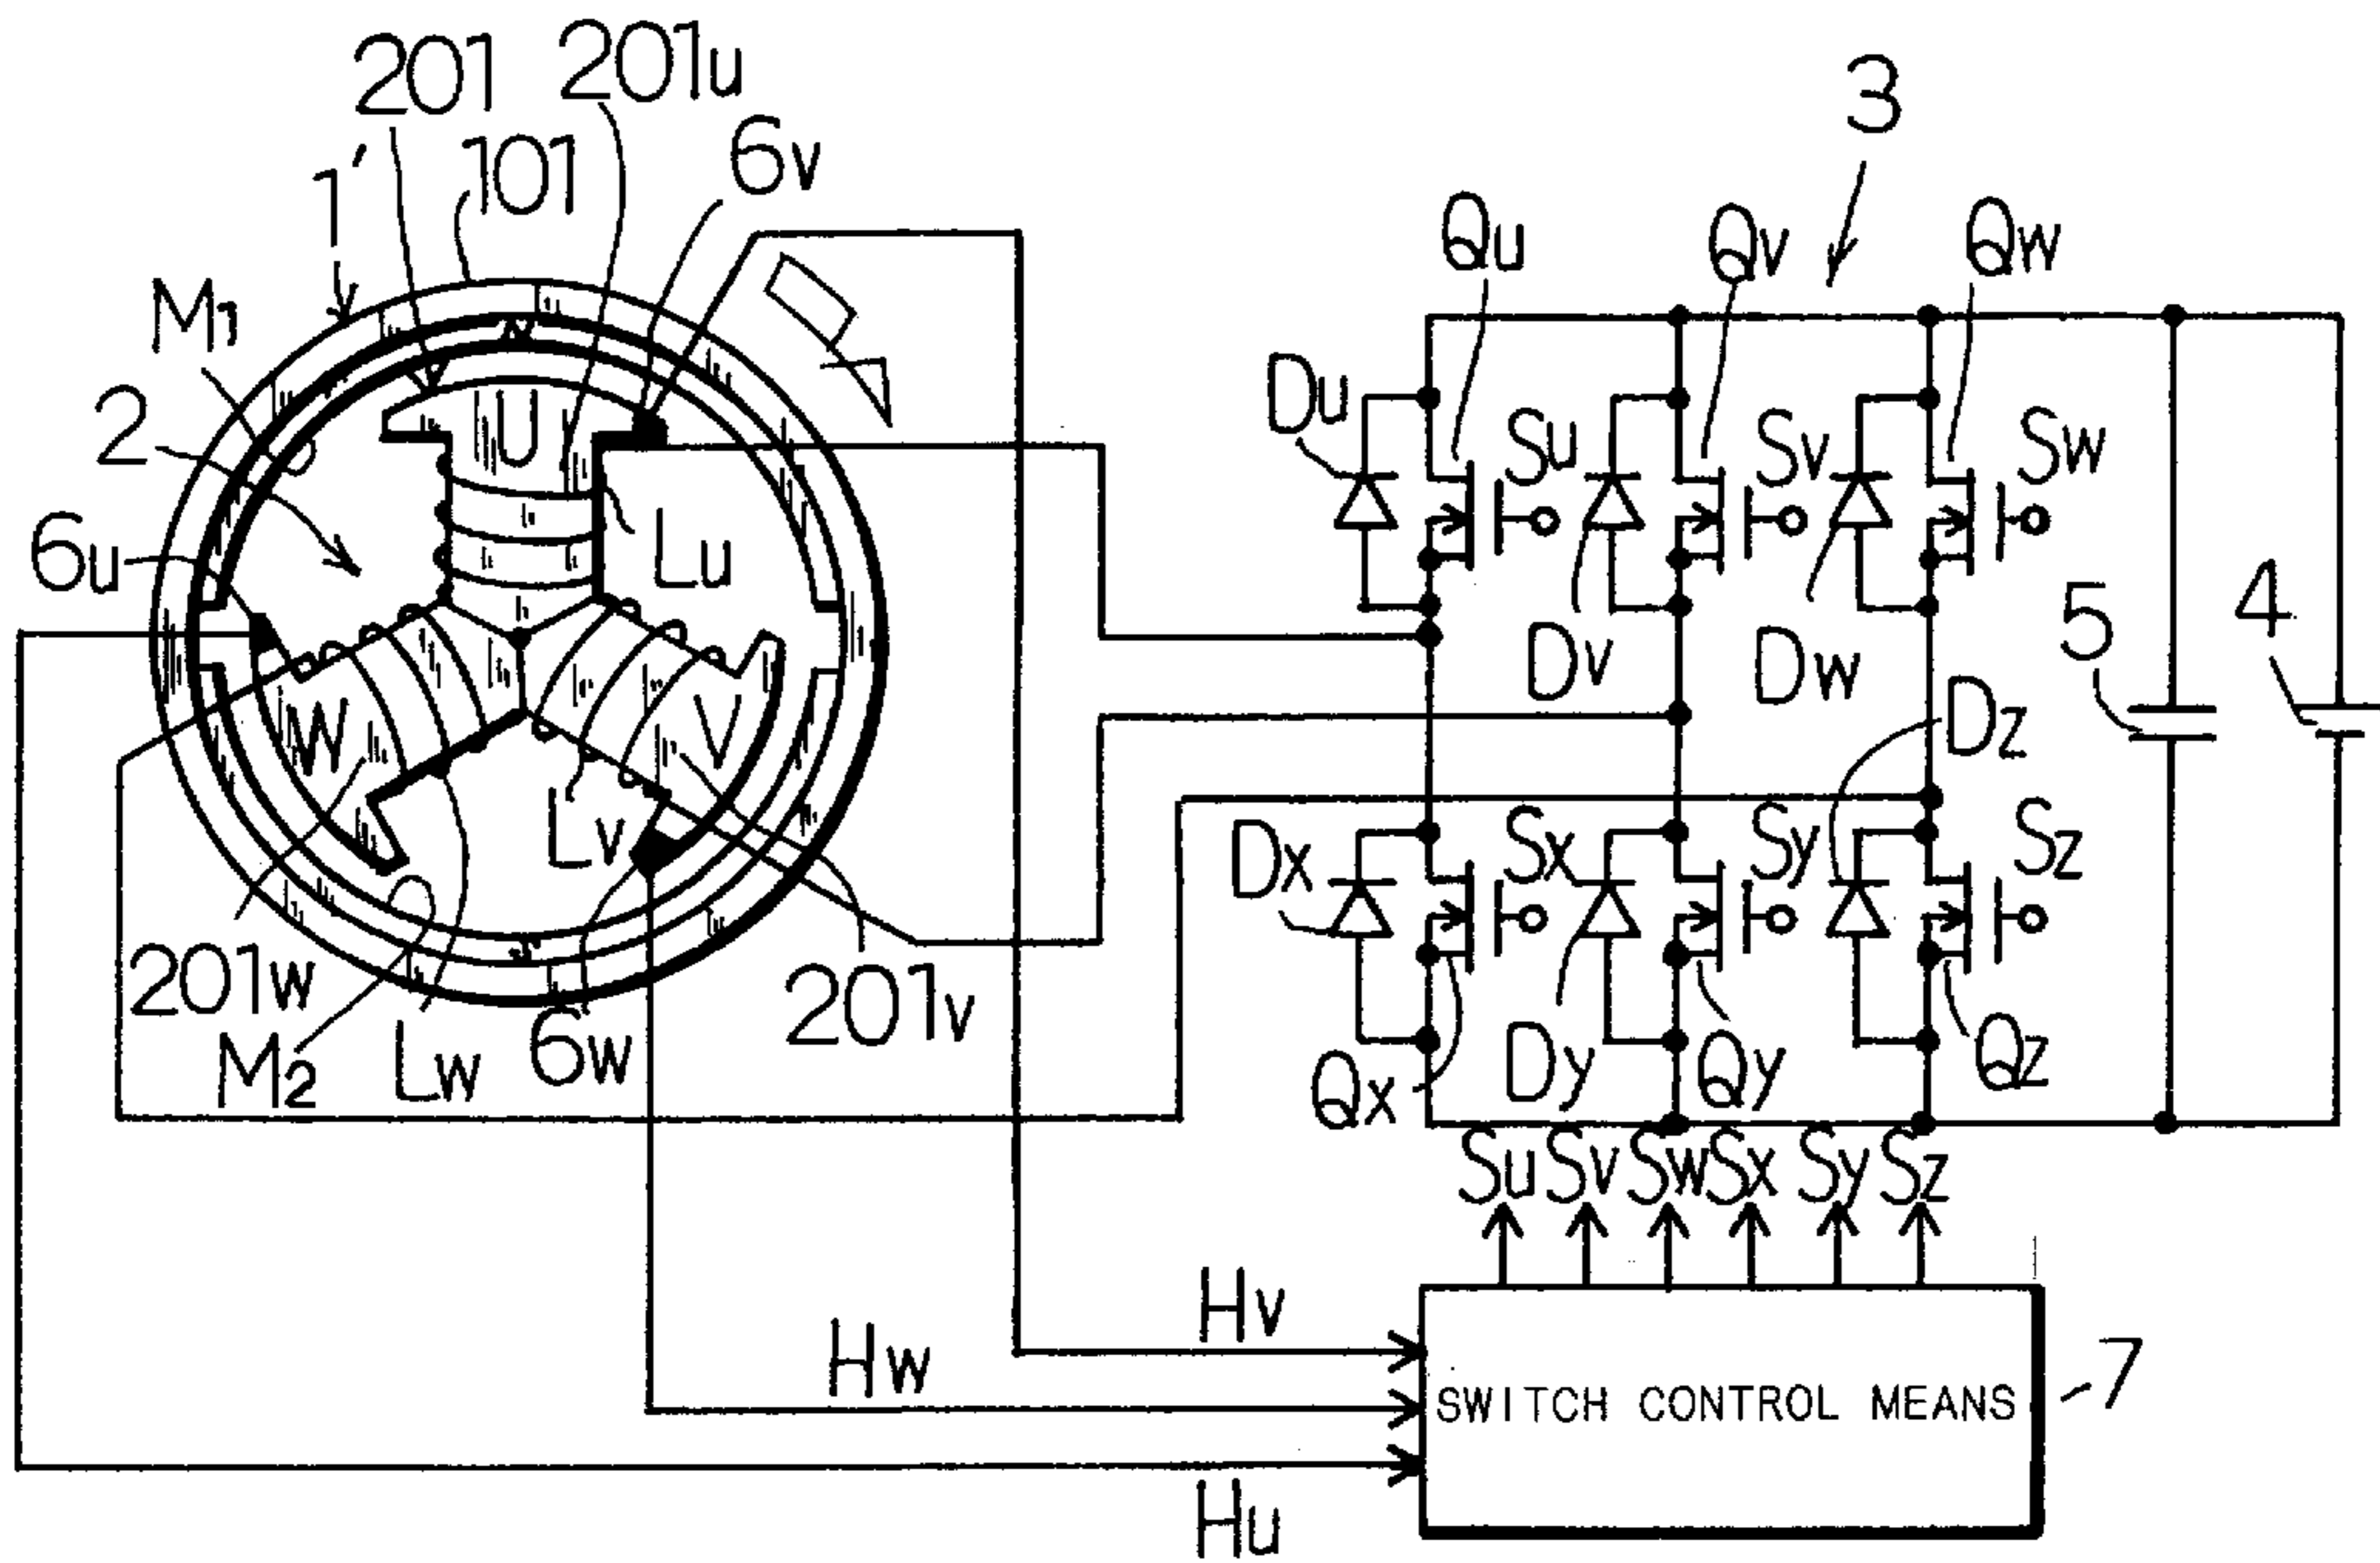 201
201u
3
101
6v
1′
Qu
Qv
Qw
M1
N
2
U
Du
Su
Sv
Sw
6u
Lu
5
4
Dv
Dw
Dz
W
V
Lv
Dx
Sx
Sy
Sz
201w
201v
M2
Lw
6w
Qx
Dy
Qy
Qz
Su
Sv
Sw
Sx
Sy
Sz
Hv
Hw
7
SWITCH CONTROL MEANS
Hu